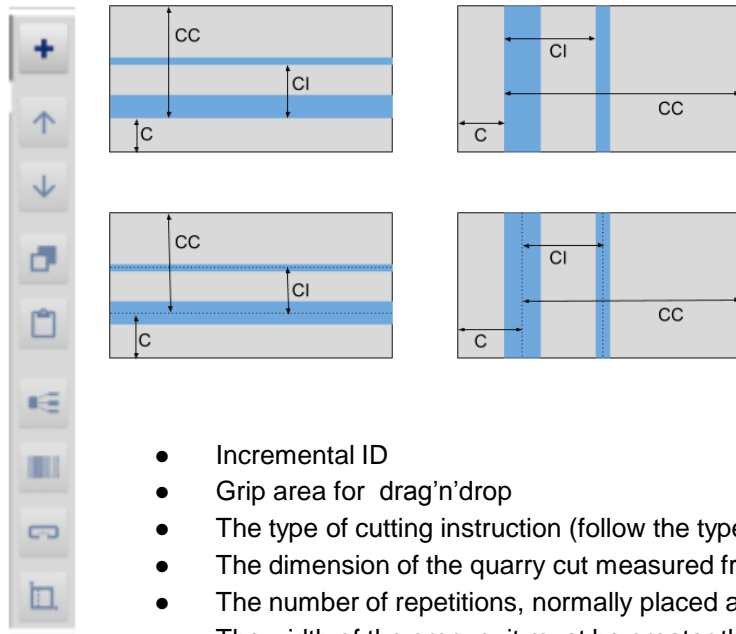 CC
CI
C
CI
CC
C
CC
CI
C
CI
CC
C
● Incremental ID
● Grip area for drag'n'drop
● The type of cutting instruction (follow the type
● The dimension of the quarry cut measured fr
● The number of repetitions, normally placed a